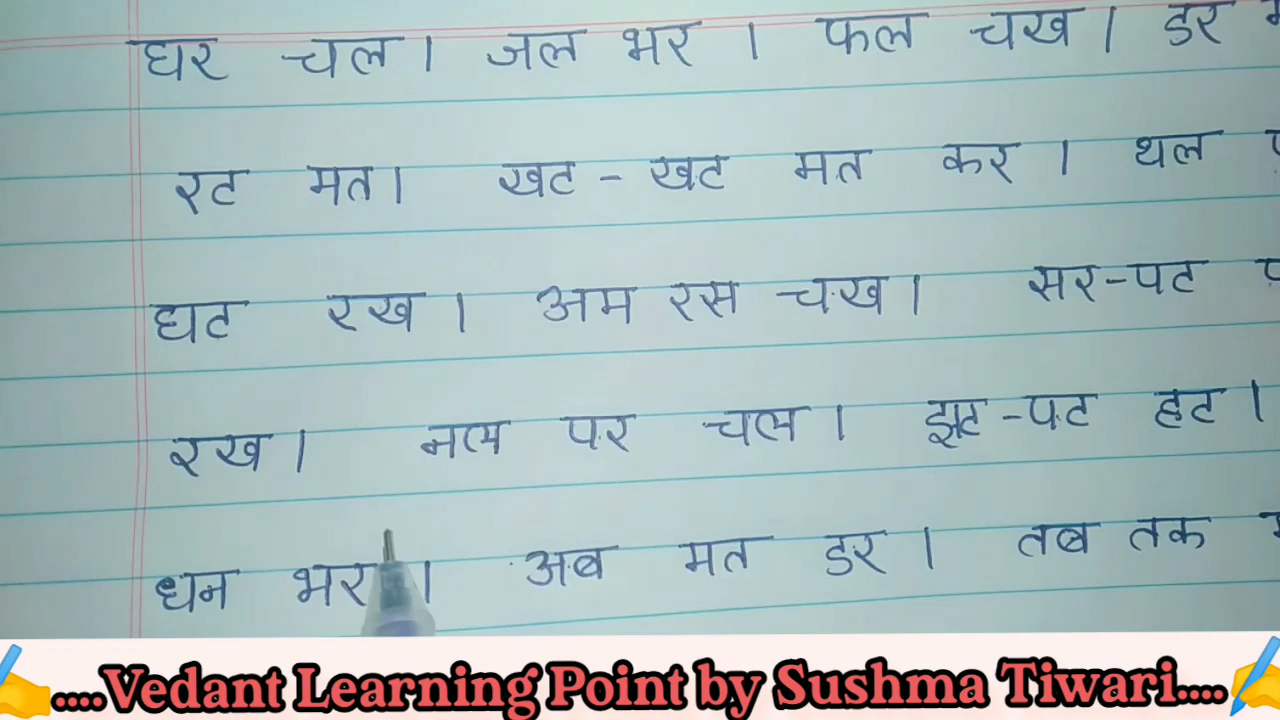 घर चल। जल भर। फल चख। डर
रट मत। खट-खट मत कर। थल
घट रख। अम रस चख। सर-पट
रख। नल पर चल। झट-पट हट।
धन भर। अब मत डर। तब तक
....Vedant Learning Point by Sushma Tiwari....